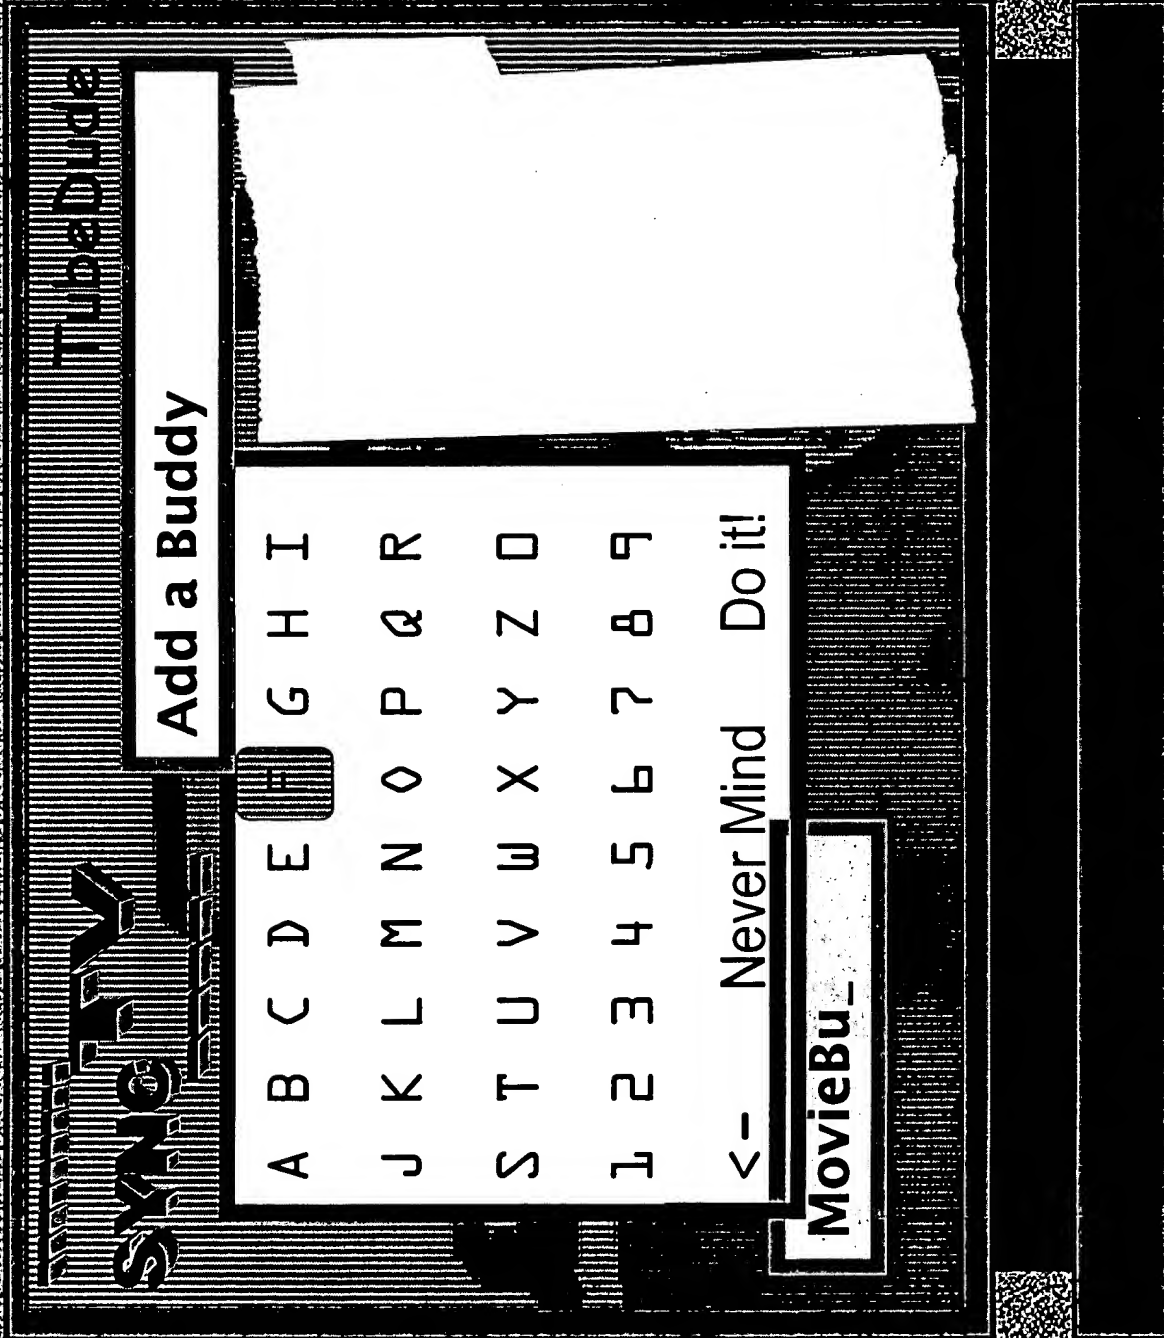 TubeDude
SYNC-TV
Add a Buddy
A B C D E F G H I
J K L M N O P Q R
S T U V W X Y Z 0
1 2 3 4 5 6 7 8 9
<- Never Mind Do it!
MovieBu_